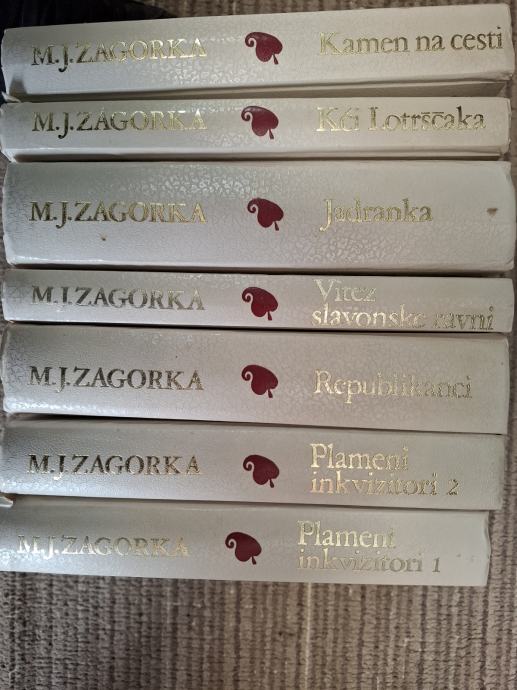 M.J.ZAGORKA Kamen na cesti
M.J.ZAGORKA Kći Lotrščaka
M.J.ZAGORKA Jadranka
M.J.ZAGORKA Vitez
slavonske ravni
M.J.ZAGORKA Republikanci
M.J.ZAGORKA Plameni
inkvizitori 2
M.J.ZAGORKA Plameni
inkvizitori 1